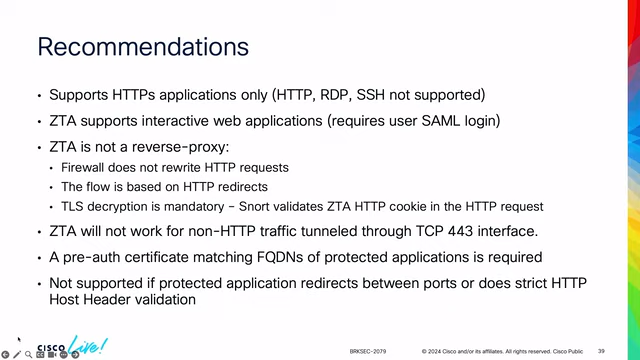 Recommendations
• Supports HTTPs applications only (HTTP, RDP, SSH not supported)
• ZTA supports interactive web applications (requires user SAML login)
• ZTA is not a reverse-proxy:
• Firewall does not rewrite HTTP requests
• The flow is based on HTTP redirects
• TLS decryption is mandatory – Snort validates ZTA HTTP cookie in the HTTP request
• ZTA will not work for non-HTTP traffic tunneled through TCP 443 interface.
• A pre-auth certificate matching FQDNs of protected applications is required
• Not supported if protected application redirects between ports or does strict HTTP
Host Header validation
CISCO Live!
BRKSEC-2079
© 2024 Cisco and/or its affiliates. All rights reserved. Cisco Public
39